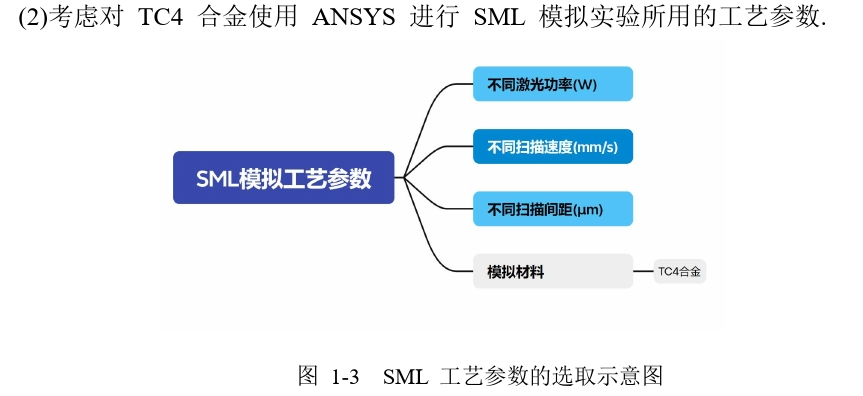 (2)考虑对 TC4 合金使用 ANSYS 进行 SML 模拟实验所用的工艺参数.
不同激光功率(W)
不同扫描速度(mm/s)
SML模拟工艺参数
不同扫描间距(μm)
模拟材料
TC4合金
图 1-3 SML 工艺参数的选取示意图